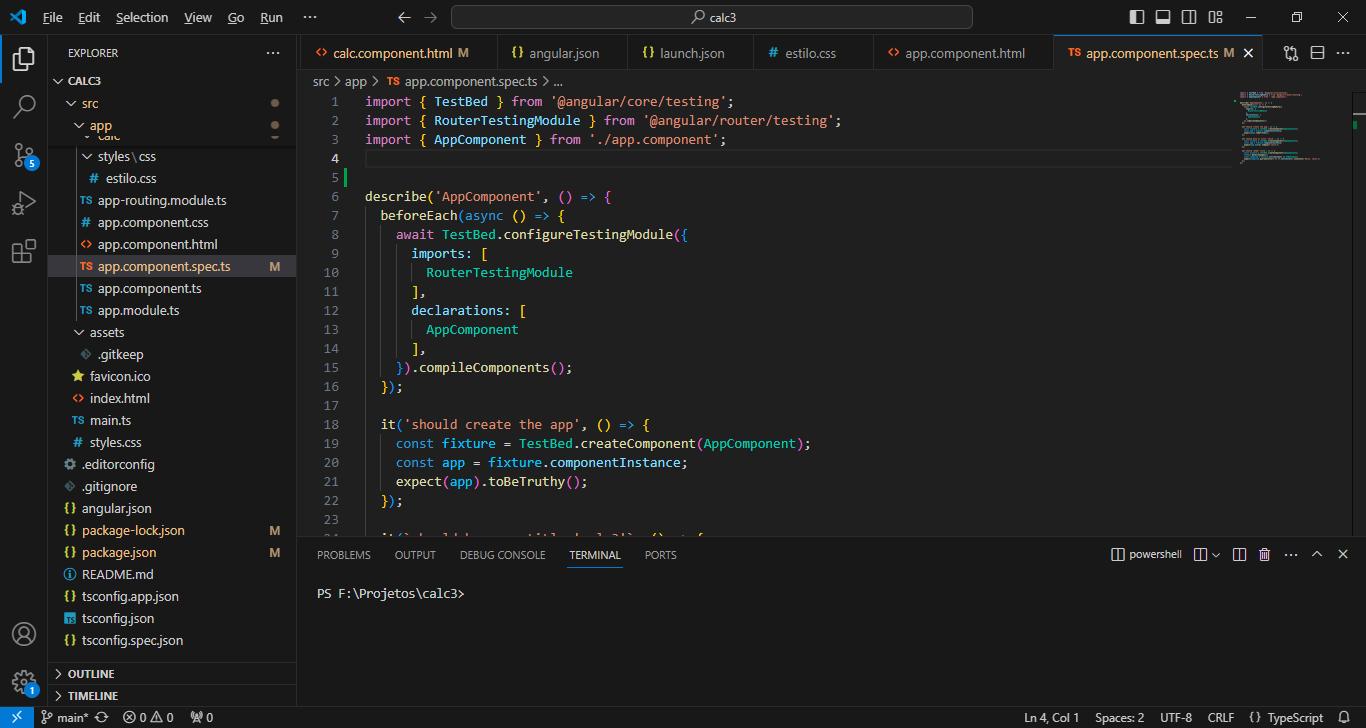 File Edit Selection View Go Run ··· calc3
EXPLORER ···
CALC3
src
app
calc
styles\css
# estilo.css
TS app-routing.module.ts
# app.component.css
<> app.component.html
TS app.component.spec.ts M
TS app.component.ts
TS app.module.ts
assets
.gitkeep
favicon.ico
<> index.html
TS main.ts
# styles.css
.editorconfig
.gitignore
{} angular.json
{} package-lock.json M
{} package.json M
README.md
{} tsconfig.app.json
TS tsconfig.json
{} tsconfig.spec.json
OUTLINE
TIMELINE
5
1
<> calc.component.html M {} angular.json {} launch.json # estilo.css <> app.component.html TS app.component.spec.ts M
src > app > TS app.component.spec.ts > ...
1 import { TestBed } from '@angular/core/testing';
2 import { RouterTestingModule } from '@angular/router/testing';
3 import { AppComponent } from './app.component';
4
5
6 describe('AppComponent', () => {
7 beforeEach(async () => {
8 await TestBed.configureTestingModule({
9 imports: [
10 RouterTestingModule
11 ],
12 declarations: [
13 AppComponent
14 ],
15 }).compileComponents();
16 });
17
18 it('should create the app', () => {
19 const fixture = TestBed.createComponent(AppComponent);
20 const app = fixture.componentInstance;
21 expect(app).toBeTruthy();
22 });
23
PROBLEMS OUTPUT DEBUG CONSOLE TERMINAL PORTS powershell ···
PS F:\Projetos\calc3>
main* 0 0 0 Ln 4, Col 1 Spaces: 2 UTF-8 CRLF {} TypeScript